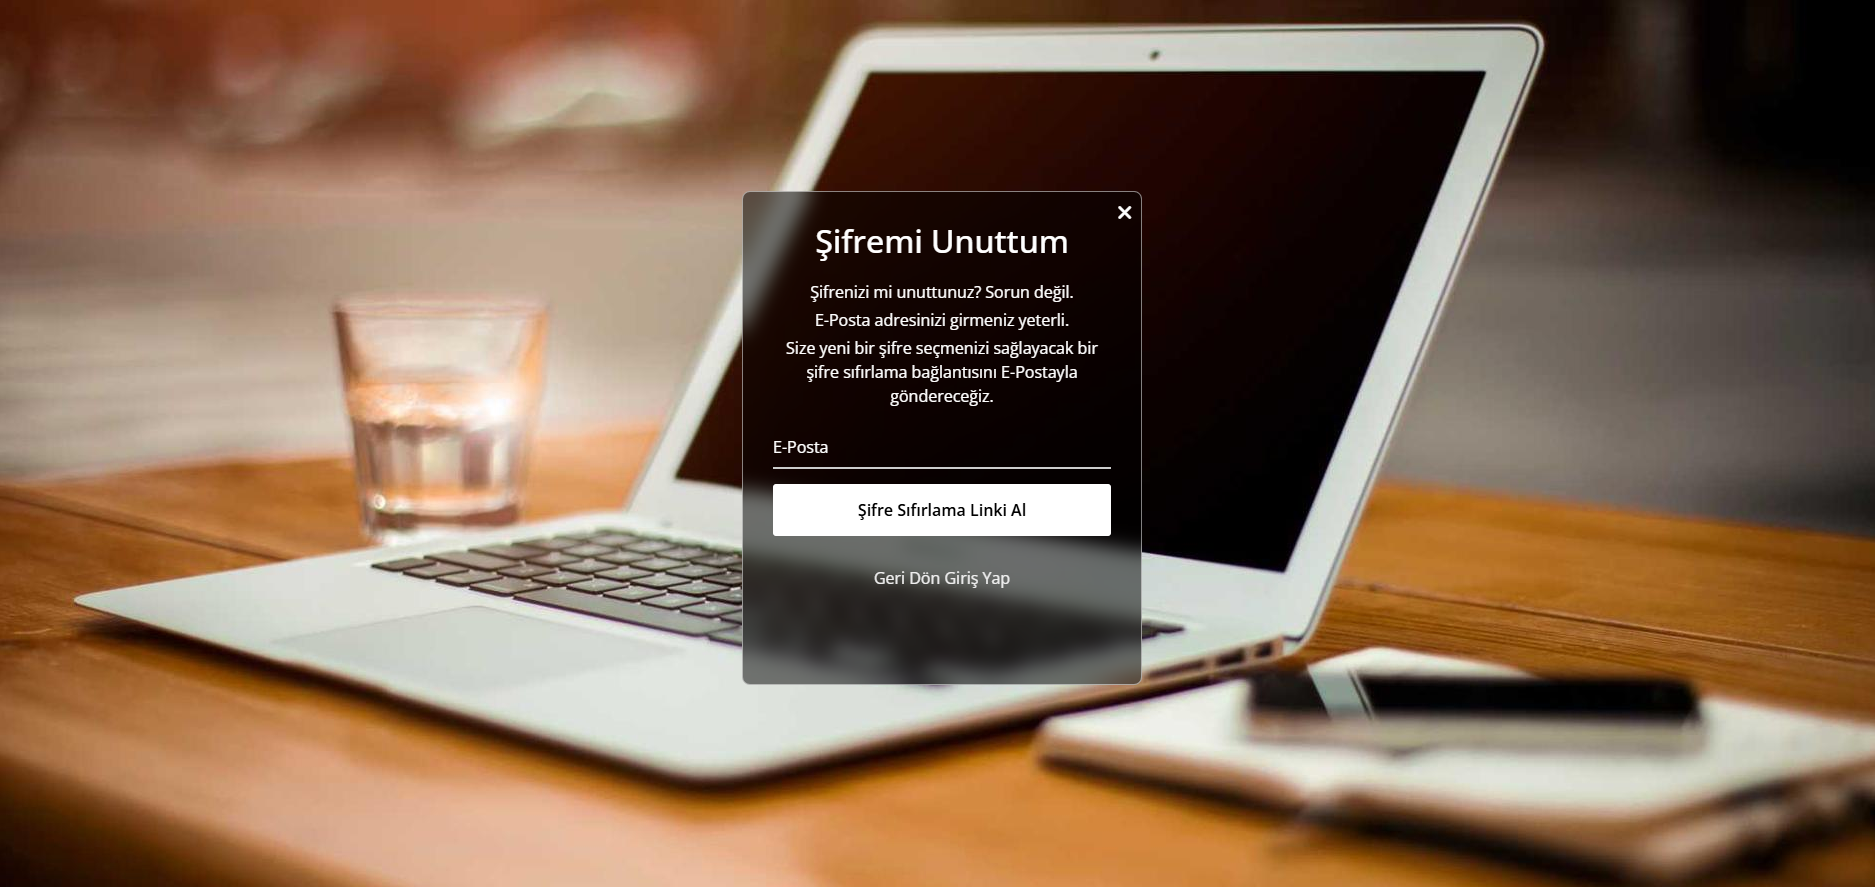 Şifremi Unuttum
Şifrenizi mi unuttunuz? Sorun değil.
E-Posta adresinizi girmeniz yeterli.
Size yeni bir şifre seçmenizi sağlayacak bir
şifre sıfırlama bağlantısını E-Postayla
göndereceğiz.
E-Posta
Şifre Sıfırlama Linki Al
Geri Dön Giriş Yap